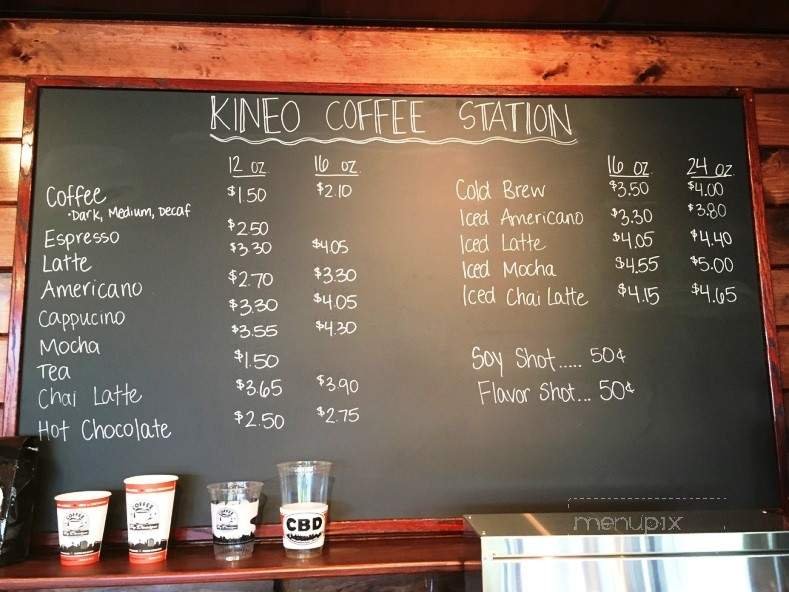 KINEO COFFEE STATION
12 oz 16 oz
Coffee $1.50 $2.10
•Dark, Medium, Decaf
Espresso $2.50
Latte $3.30 $4.05
Americano $2.70 $3.30
Cappucino $3.30 $4.05
Mocha $3.55 $4.30
Tea $1.50
Chai Latte $3.65 $3.90
Hot Chocolate $2.50 $2.75
16 oz 24 oz
Cold Brew $3.50 $4.00
Iced Americano $3.30 $3.80
Iced Latte $4.05 $4.40
Iced Mocha $4.55 $5.00
Iced Chai Latte $4.15 $4.65
Soy Shot..... 50¢
Flavor Shot... 50¢
COFFEE
COFFEE
CBD
menupix